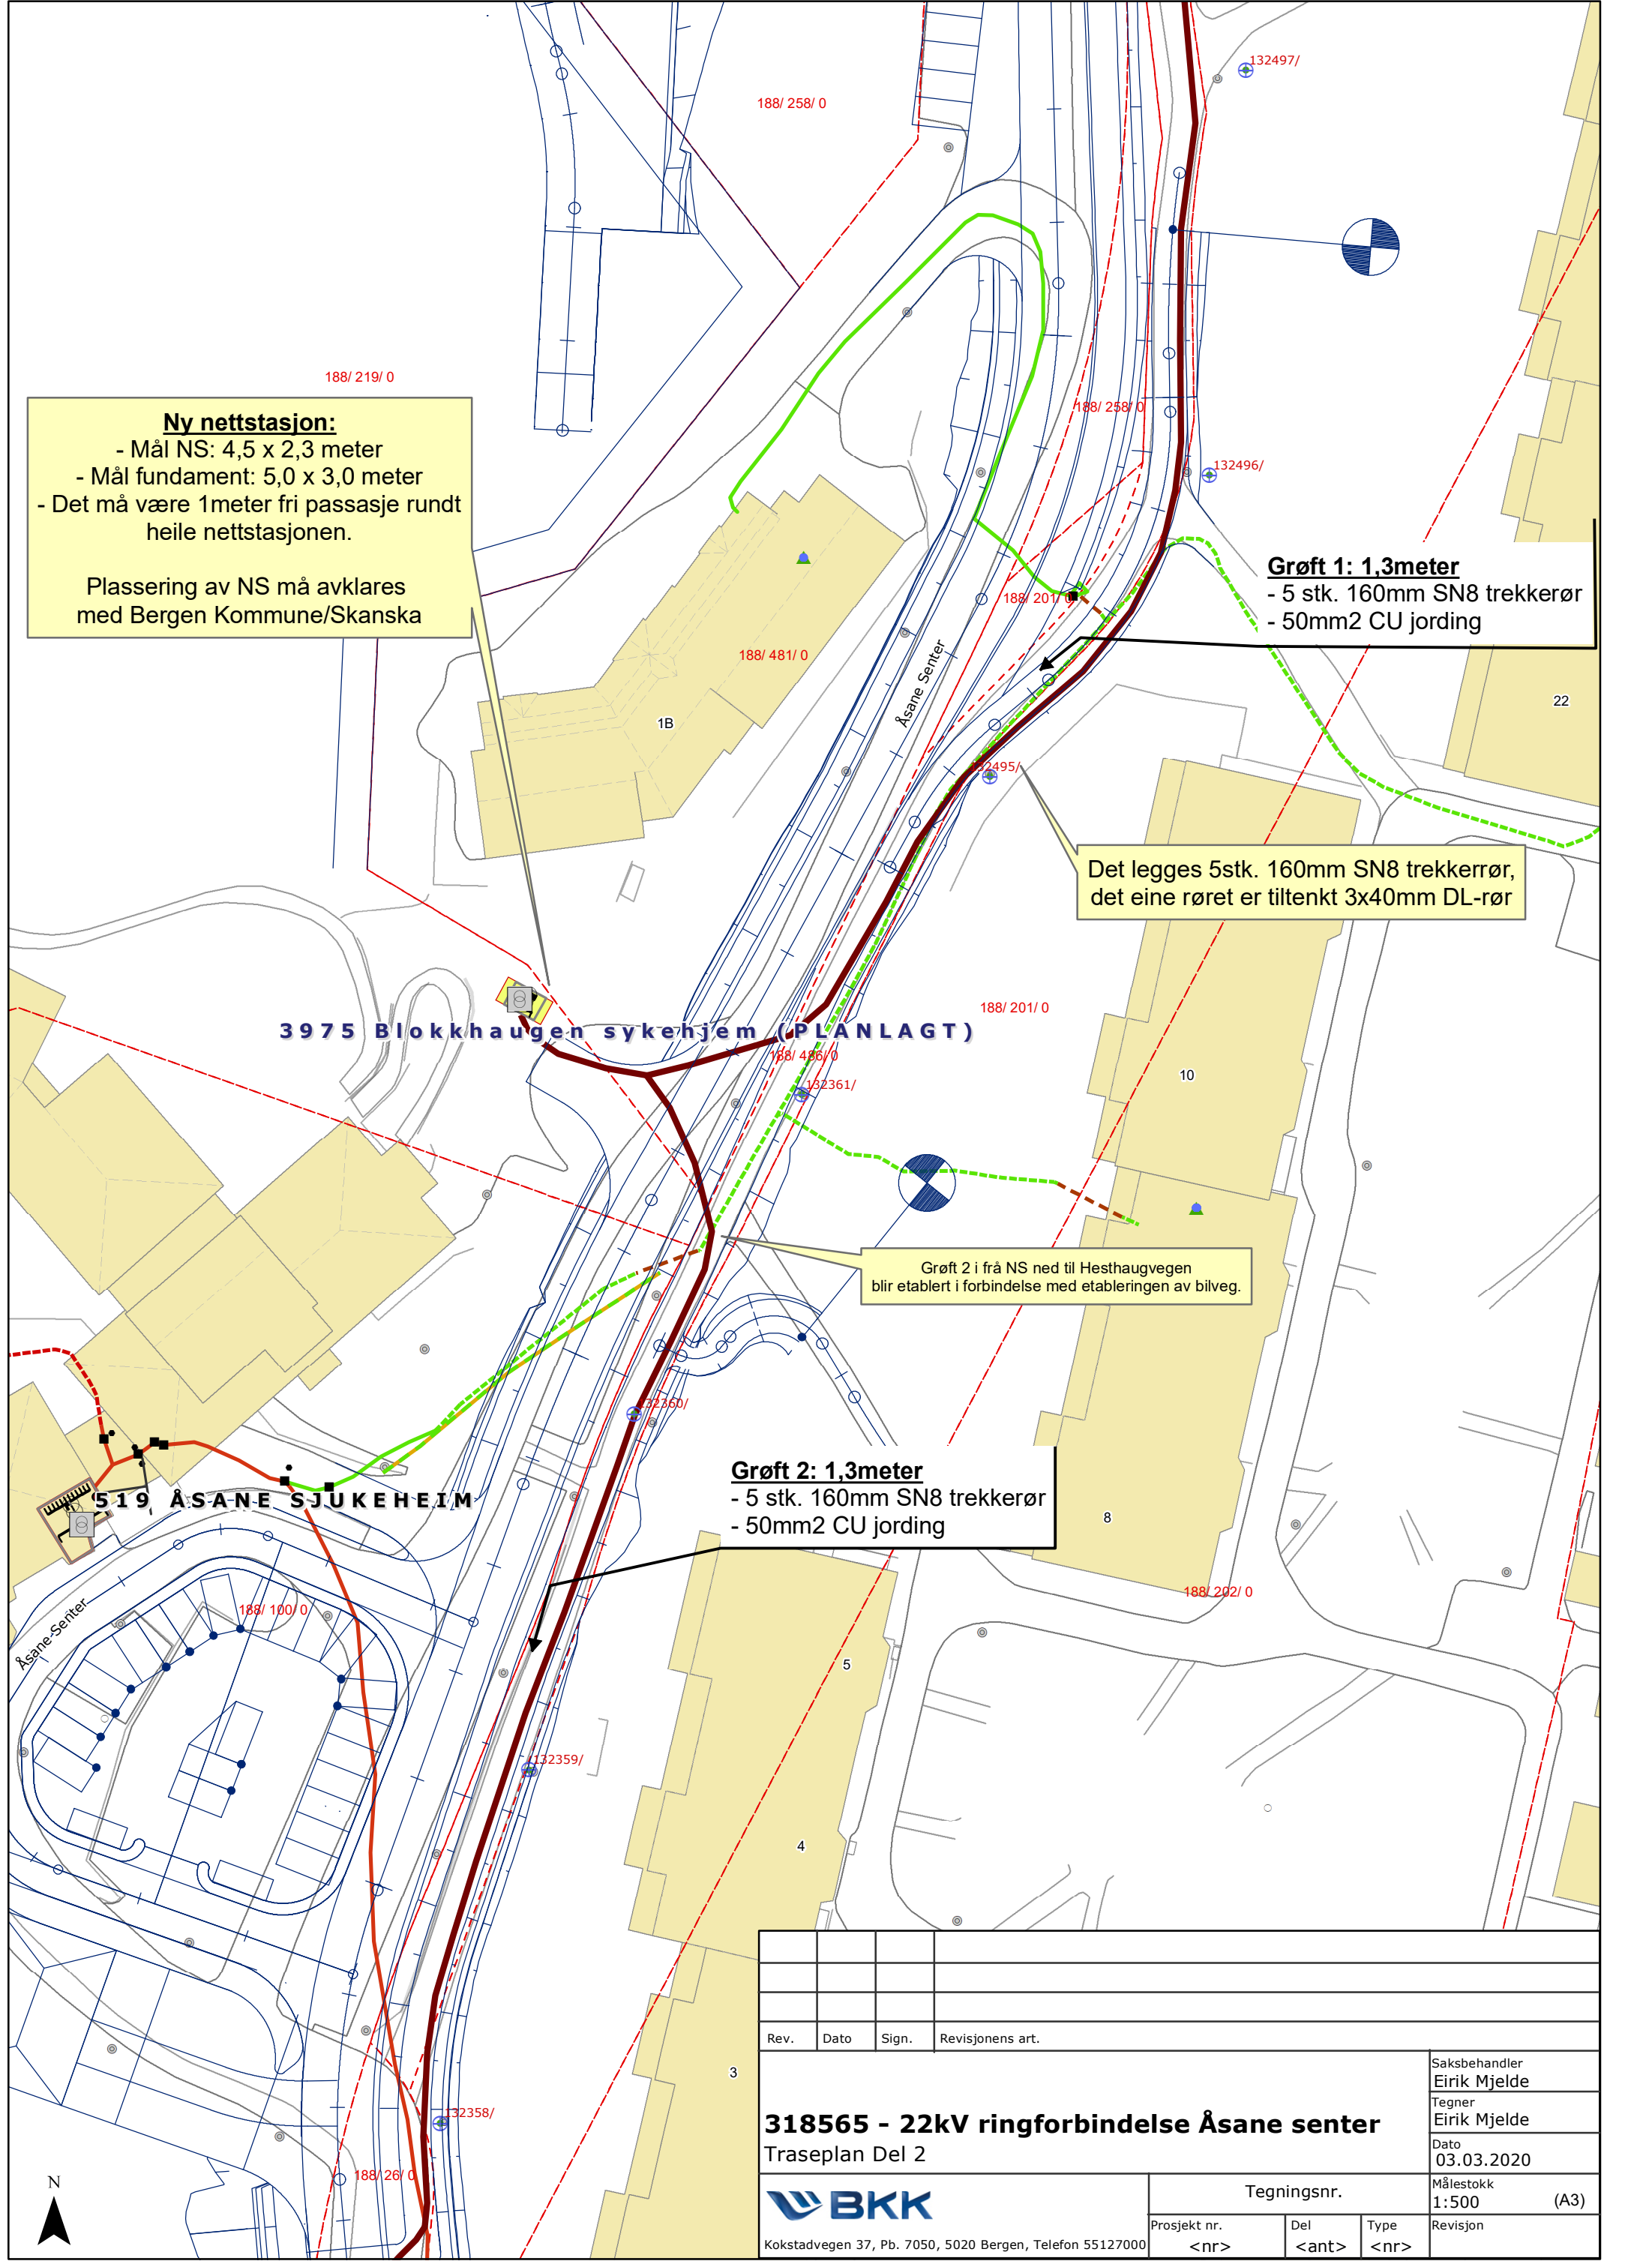 132497/
188/ 258/ 0
188/ 219/ 0
Ny nettstasjon:
- Mål NS: 4,5 x 2,3 meter
- Mål fundament: 5,0 x 3,0 meter
- Det må være 1meter fri passasje rundt
heile nettstasjonen.
Plassering av NS må avklares
med Bergen Kommune/Skanska
188/ 258/ 0
132496/
Grøft 1: 1,3meter
- 5 stk. 160mm SN8 trekkerør
- 50mm2 CU jording
188/ 201/ 0
188/ 481/ 0
Åsane Senter
1B
22
132495/
Det legges 5stk. 160mm SN8 trekkerrør,
det eine røret er tiltenkt 3x40mm DL-rør
188/ 201/ 0
3975 Blokkhaugen sykehjem (PLANLAGT)
188/ 486/ 0
132361/
10
Grøft 2 i frå NS ned til Hesthaugvegen
blir etablert i forbindelse med etableringen av bilveg.
132360/
Grøft 2: 1,3meter
- 5 stk. 160mm SN8 trekkerør
- 50mm2 CU jording
519 ÅSANE SJUKEHEIM
8
188/ 202/ 0
188/ 100/ 0
Åsane Senter
5
132359/
4
3
132358/
188/ 26/ 0
N
Rev. Dato Sign. Revisjonens art.
318565 - 22kV ringforbindelse Åsane senter
Traseplan Del 2
Saksbehandler
Eirik Mjelde
Tegner
Eirik Mjelde
Dato
03.03.2020
Målestokk
1:500 (A3)
BKK
Kokstadvegen 37, Pb. 7050, 5020 Bergen, Telefon 55127000
Tegningsnr.
Prosjekt nr. Del Type Revisjon
<nr> <ant> <nr>